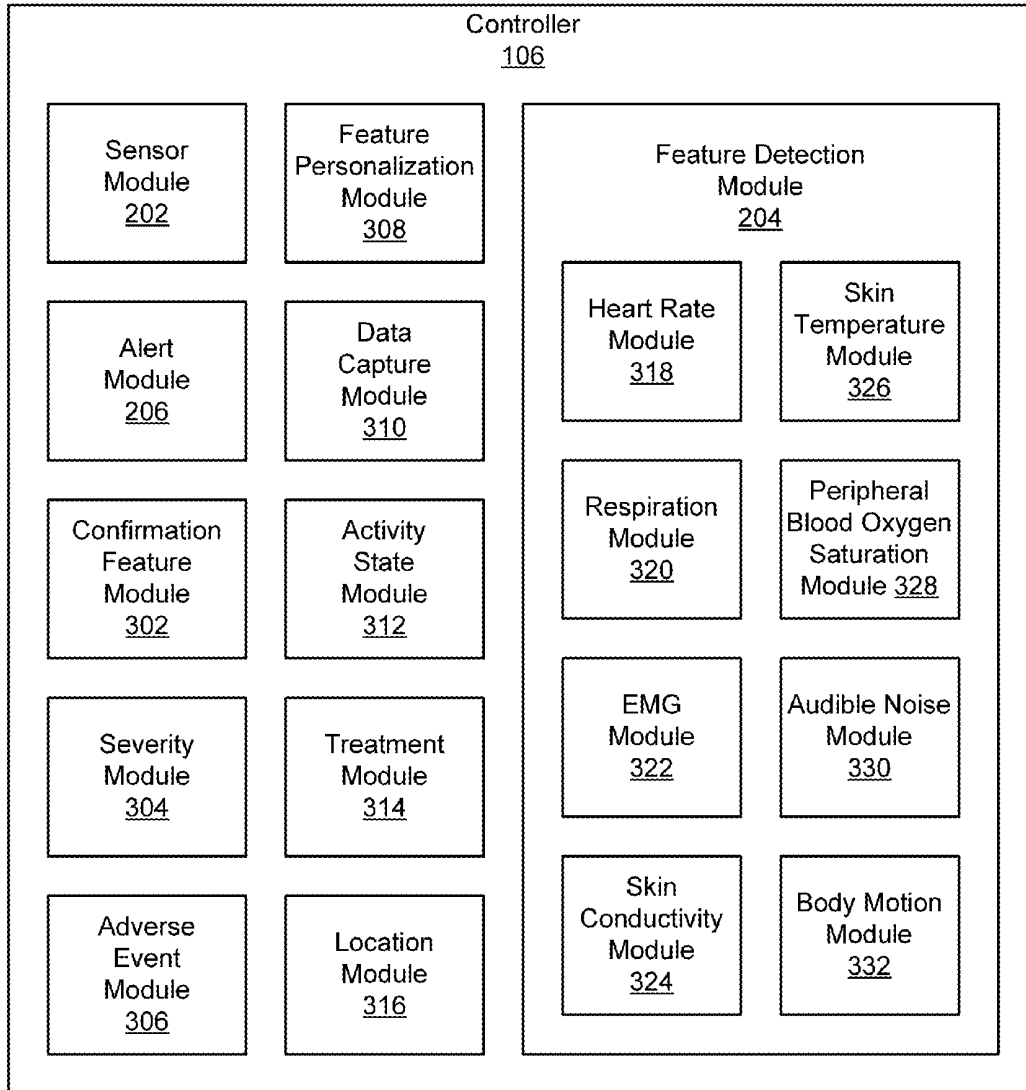 Controller
106
Sensor
Module
202
Feature
Personalization
Module
308
Feature Detection
Module
204
Alert
Module
206
Data
Capture
Module
310
Heart Rate
Module
318
Skin
Temperature
Module
326
Confirmation
Feature
Module
302
Activity
State
Module
312
Respiration
Module
320
Peripheral
Blood Oxygen
Saturation
Module 328
Severity
Module
304
Treatment
Module
314
EMG
Module
322
Audible Noise
Module
330
Adverse
Event
Module
306
Location
Module
316
Skin
Conductivity
Module
324
Body Motion
Module
332